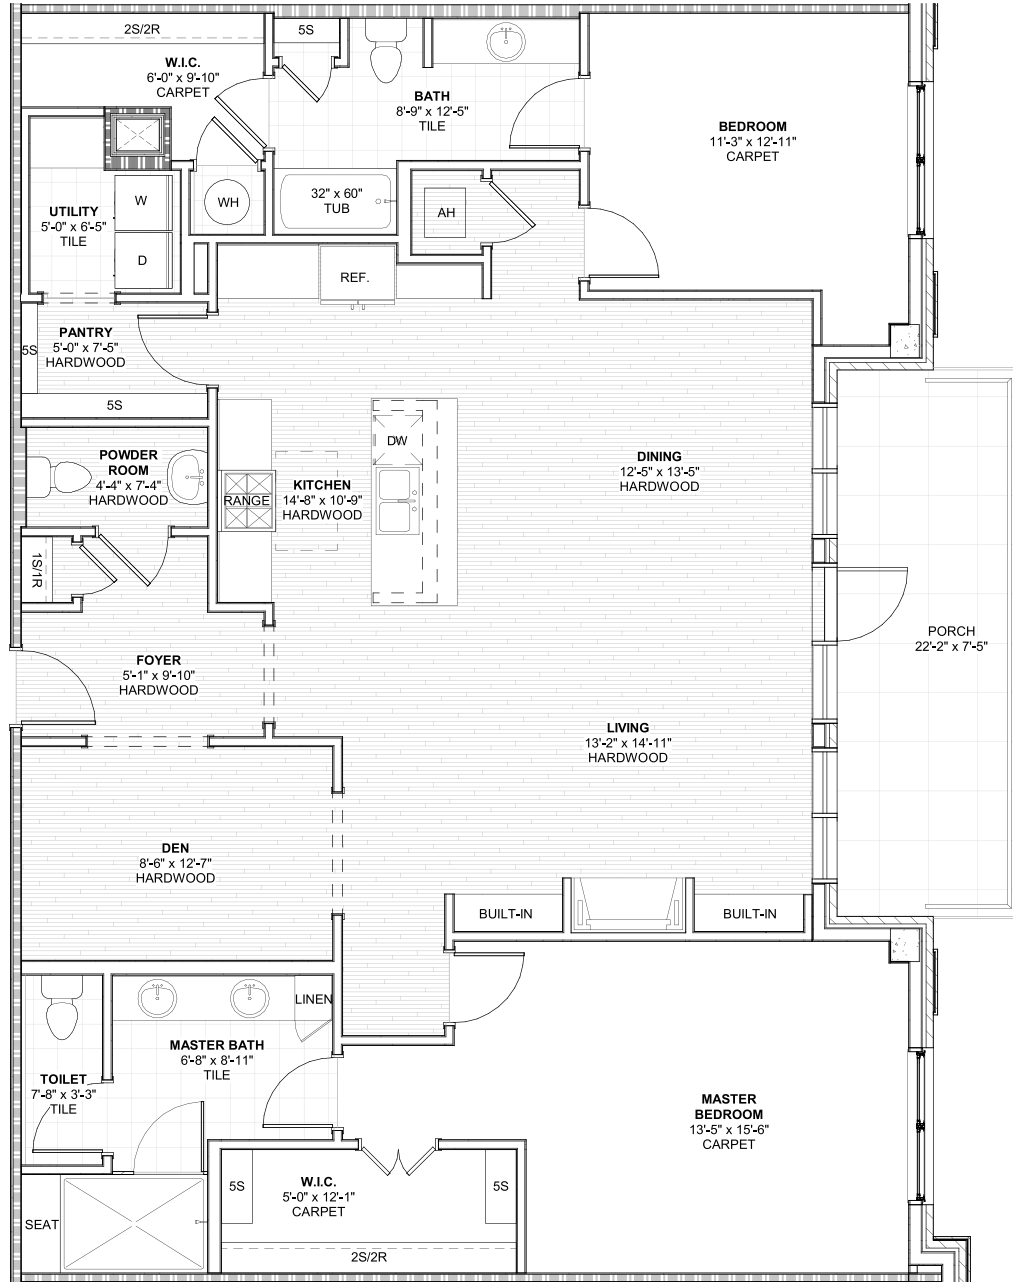 2S/2R
5S
W.I.C.
6'-0" x 9'-10"
CARPET
BATH
8'-9" x 12'-5"
TILE
BEDROOM
11'-3" x 12'-11"
CARPET
32" x 60"
TUB
WH
AH
W
D
UTILITY
5'-0" x 6'-5"
TILE
REF.
PANTRY
5'-0" x 7'-5"
HARDWOOD
5S
5S
POWDER
ROOM
4'-4" x 7'-4"
HARDWOOD
RANGE
KITCHEN
14'-8" x 10'-9"
HARDWOOD
DW
DINING
12'-5" x 13'-5"
HARDWOOD
1S/1R
FOYER
5'-1" x 9'-10"
HARDWOOD
PORCH
22'-2" x 7'-5"
LIVING
13'-2" x 14'-11"
HARDWOOD
DEN
8'-6" x 12'-7"
HARDWOOD
BUILT-IN
BUILT-IN
LINEN
MASTER BATH
6'-8" x 8'-11"
TILE
TOILET
7'-8" x 3'-3"
TILE
MASTER
BEDROOM
13'-5" x 15'-6"
CARPET
SEAT
5S
W.I.C.
5'-0" x 12'-1"
CARPET
5S
2S/2R